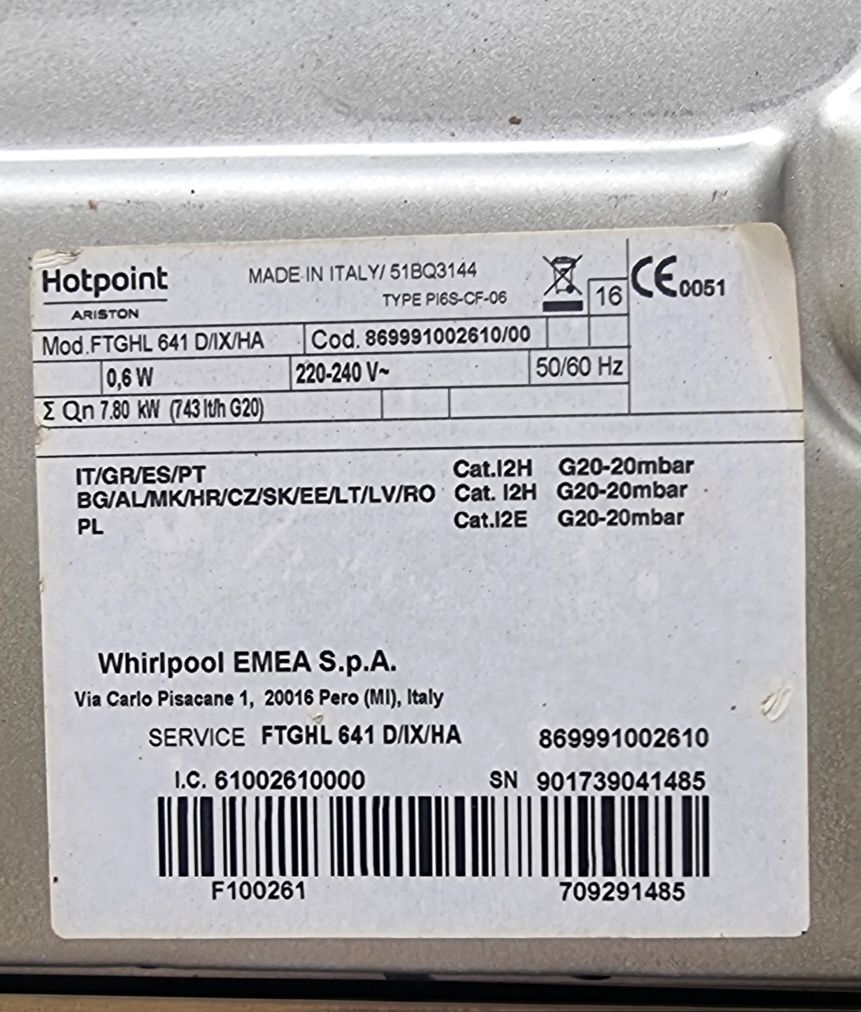 Hotpoint
ARISTON
MADE IN ITALY/ 51BQ3144
TYPE PI6S-CF-06
16
CE 0051
Mod.FTGHL 641 D/IX/HA Cod. 869991002610/00
0,6 W 220-240 V~ 50/60 Hz
Σ Qn 7.80 kW (743 lt/h G20)
IT/GR/ES/PT Cat.I2H G20-20mbar
BG/AL/MK/HR/CZ/SK/EE/LT/LV/RO Cat. I2H G20-20mbar
PL Cat.I2E G20-20mbar
Whirlpool EMEA S.p.A.
Via Carlo Pisacane 1, 20016 Pero (MI), Italy
SERVICE FTGHL 641 D/IX/HA 869991002610
I.C. 61002610000 SN 901739041485
F100261 709291485